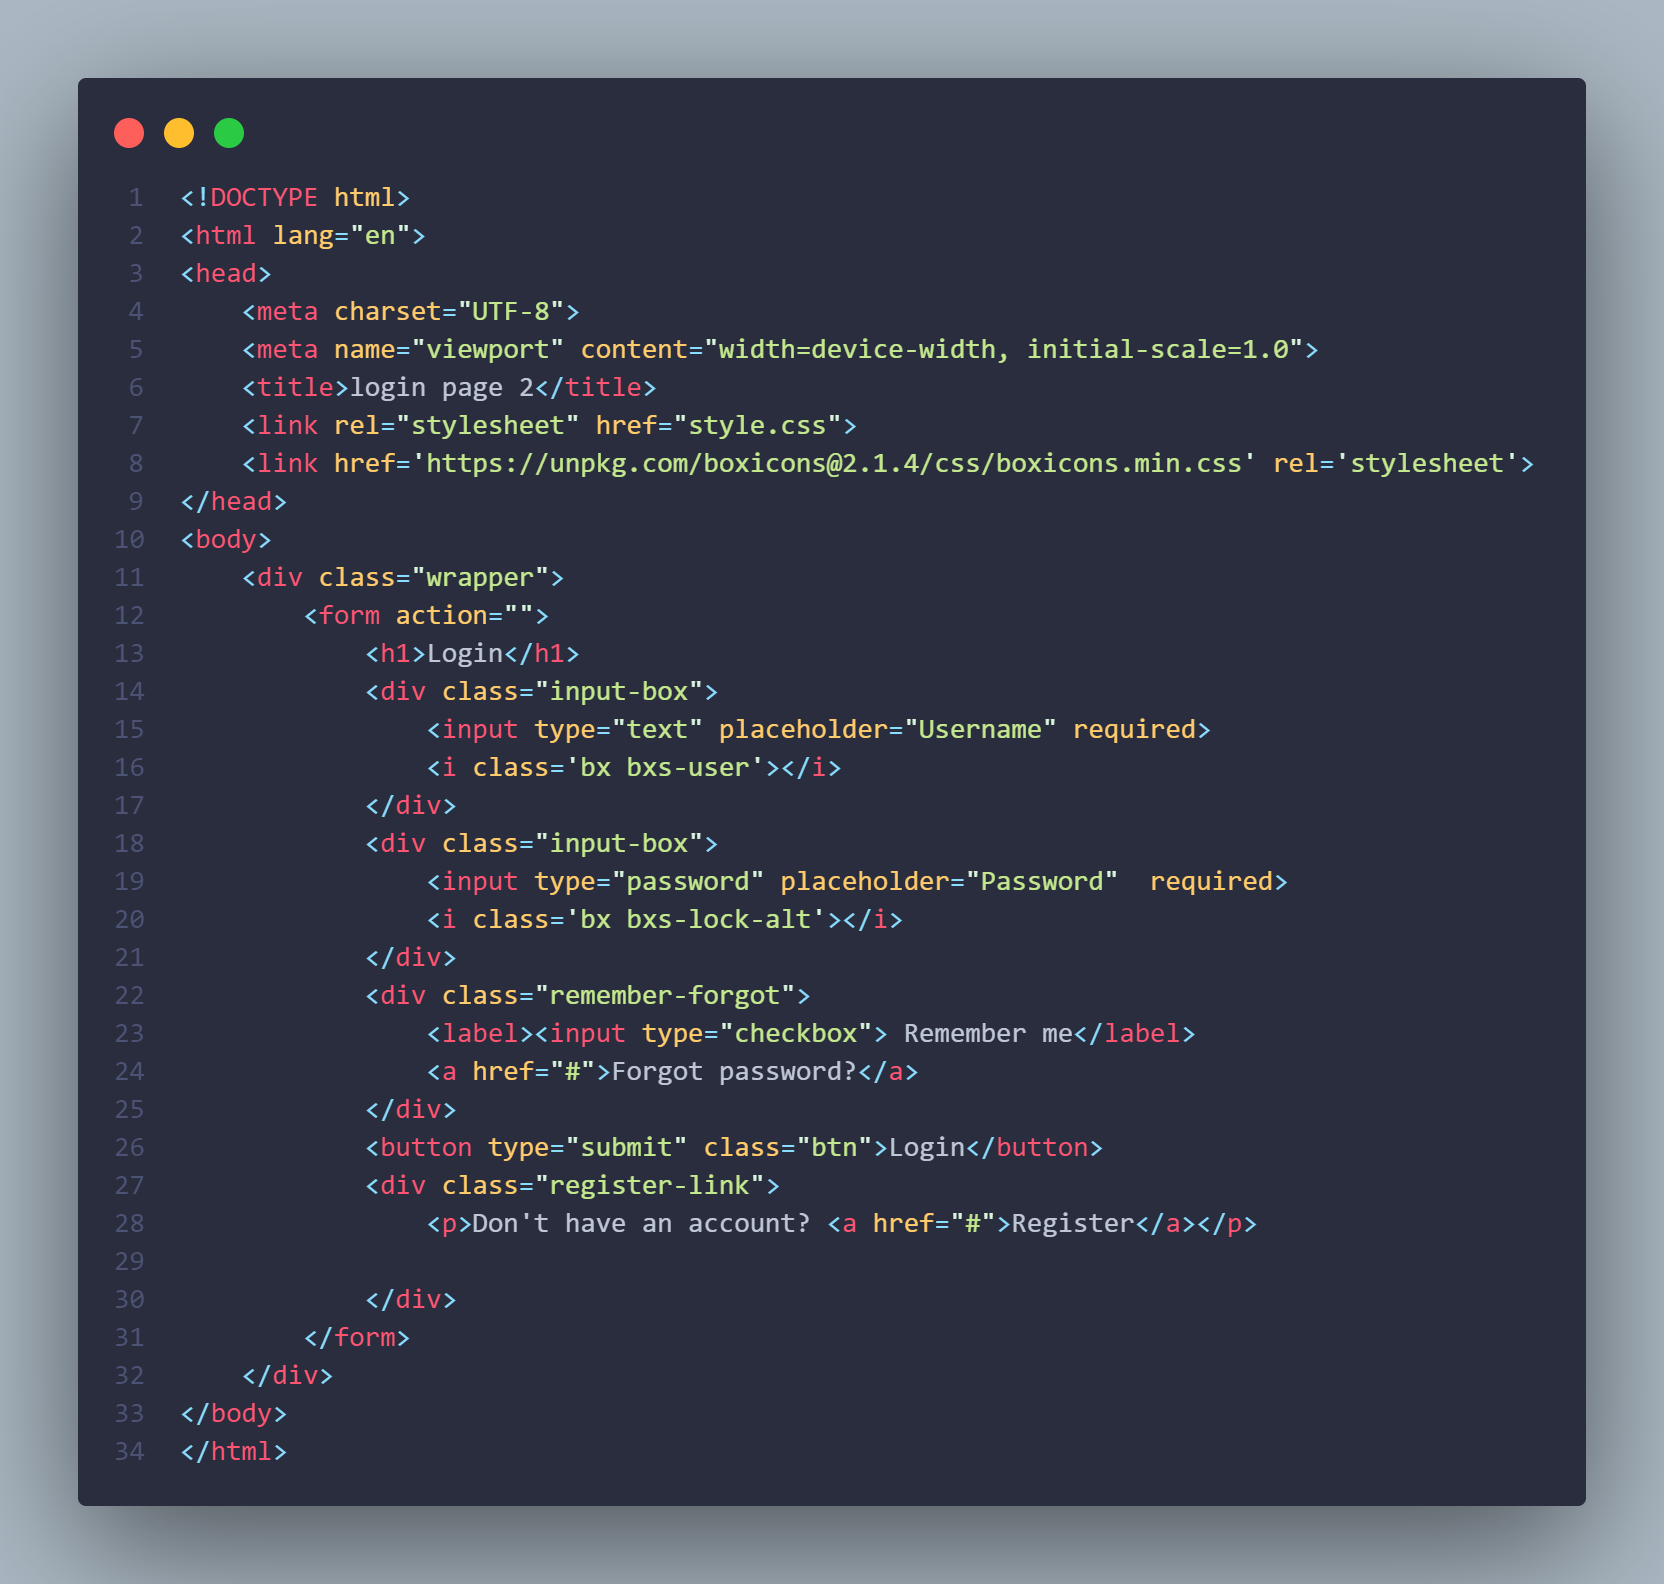 1 <!DOCTYPE html>
2 <html lang="en">
3 <head>
4     <meta charset="UTF-8">
5     <meta name="viewport" content="width=device-width, initial-scale=1.0">
6     <title>login page 2</title>
7     <link rel="stylesheet" href="style.css">
8     <link href='https://unpkg.com/boxicons@2.1.4/css/boxicons.min.css' rel='stylesheet'>
9 </head>
10 <body>
11     <div class="wrapper">
12         <form action="">
13             <h1>Login</h1>
14             <div class="input-box">
15                 <input type="text" placeholder="Username" required>
16                 <i class='bx bxs-user'></i>
17             </div>
18             <div class="input-box">
19                 <input type="password" placeholder="Password"  required>
20                 <i class='bx bxs-lock-alt'></i>
21             </div>
22             <div class="remember-forgot">
23                 <label><input type="checkbox"> Remember me</label>
24                 <a href="#">Forgot password?</a>
25             </div>
26             <button type="submit" class="btn">Login</button>
27             <div class="register-link">
28                 <p>Don't have an account? <a href="#">Register</a></p>
29
30             </div>
31         </form>
32     </div>
33 </body>
34 </html>